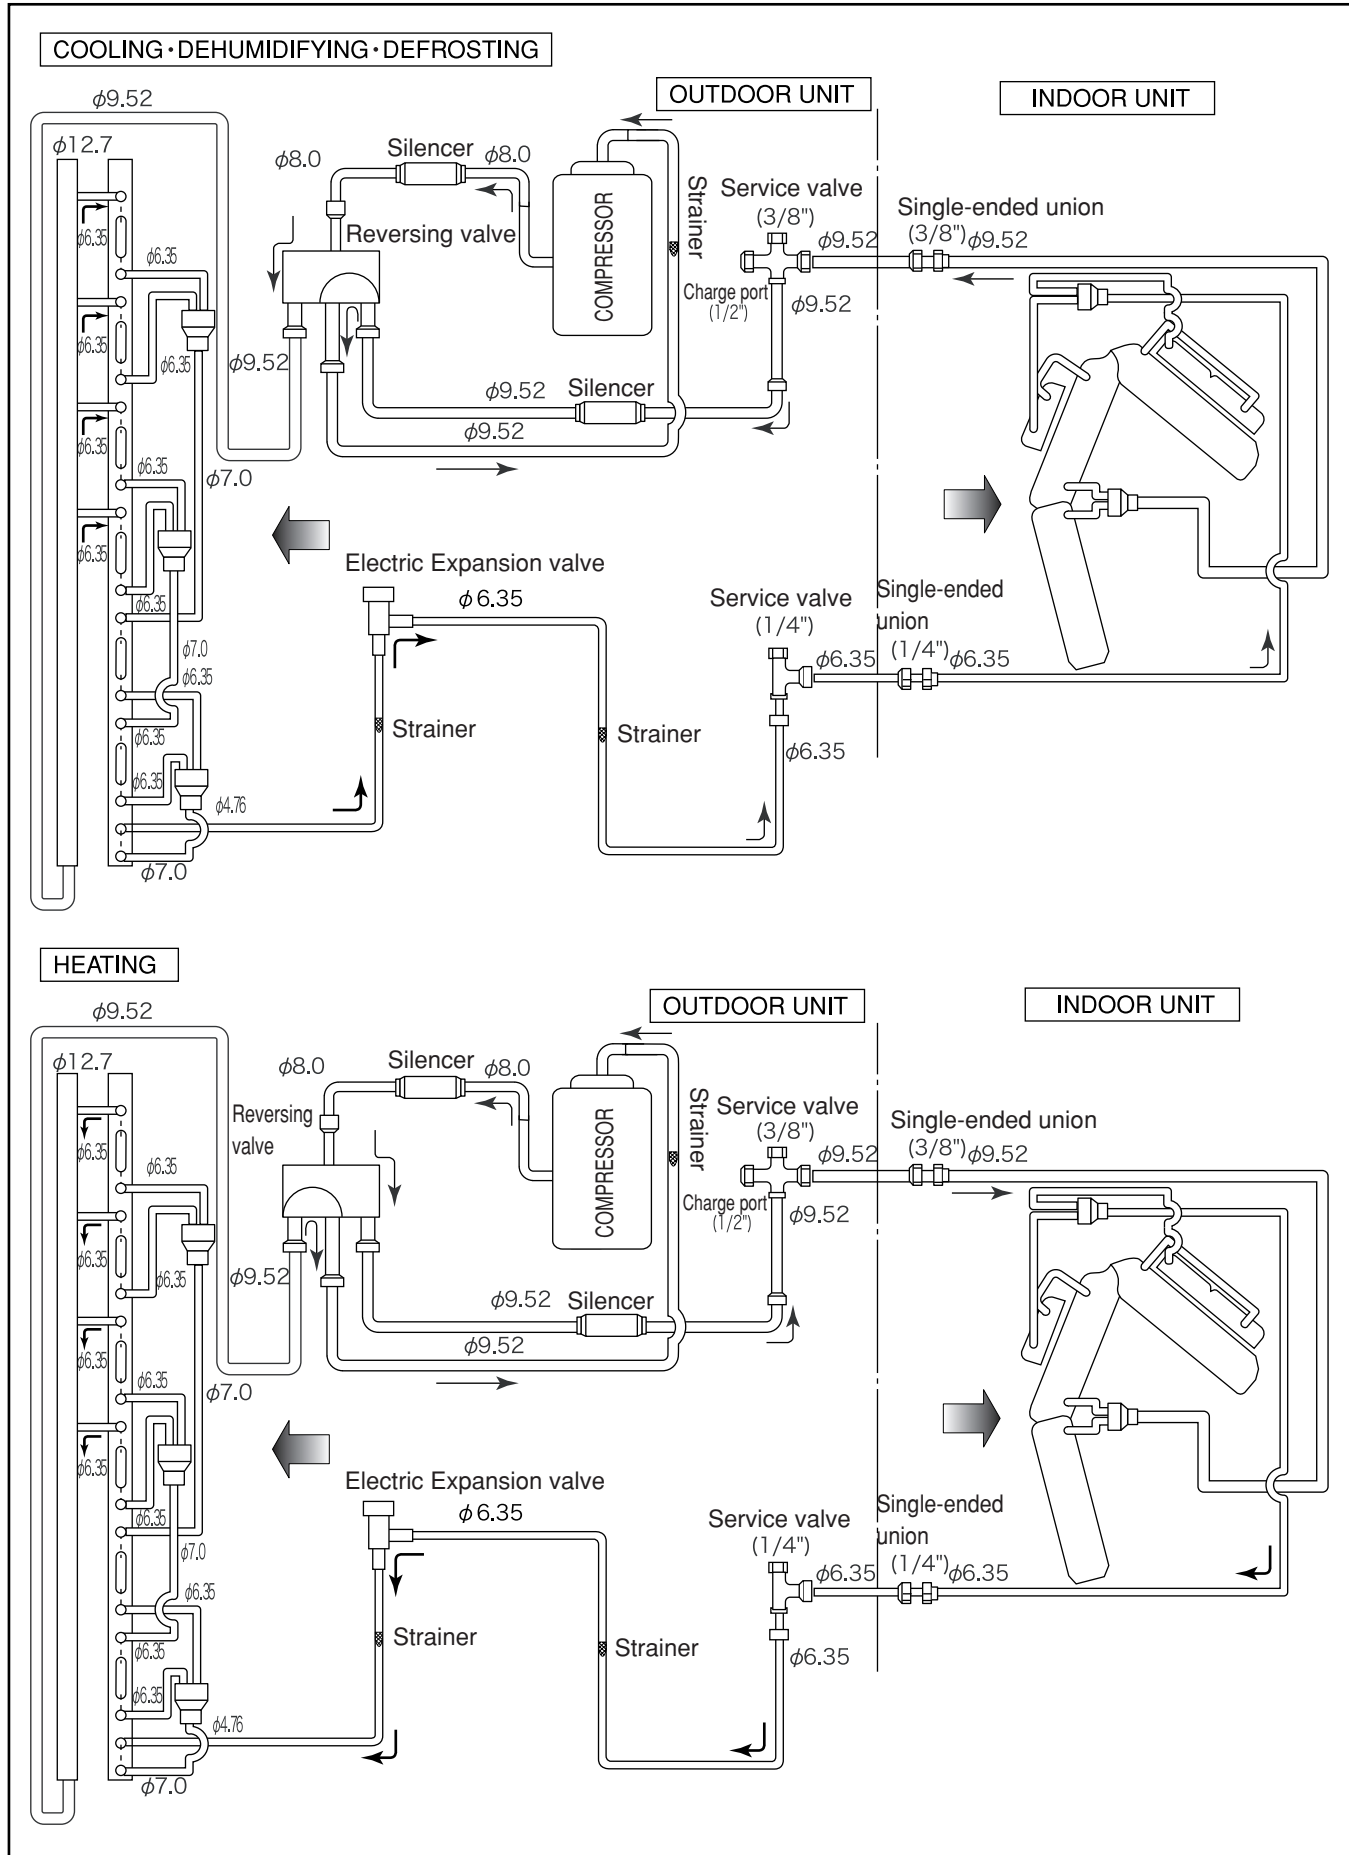 COOLING・DEHUMIDIFYING・DEFROSTING
OUTDOOR UNIT
INDOOR UNIT
φ9.52
φ12.7
φ8.0
Silencer
φ8.0
Strainer
Service valve
(3/8")
Single-ended union
(3/8")
φ9.52
φ9.52
Reversing valve
COMPRESSOR
Charge port
(1/2")
φ9.52
φ6.35
φ6.35
φ6.35
φ6.35
φ9.52
φ9.52
Silencer
φ9.52
φ6.35
φ6.35
φ7.0
φ6.35
Electric Expansion valve
φ6.35
φ6.35
Service valve
(1/4")
Single-ended
union
(1/4")
φ6.35
φ6.35
φ7.0
φ6.35
φ6.35
Strainer
Strainer
φ6.35
φ6.35
φ4.76
φ7.0
HEATING
OUTDOOR UNIT
INDOOR UNIT
φ9.52
φ12.7
φ8.0
Silencer
φ8.0
Strainer
Service valve
(3/8")
Single-ended union
(3/8")
φ9.52
φ9.52
Reversing
valve
COMPRESSOR
Charge port
(1/2")
φ9.52
φ6.35
φ6.35
φ6.35
φ6.35
φ9.52
φ9.52
Silencer
φ9.52
φ6.35
φ6.35
φ7.0
φ6.35
Electric Expansion valve
φ6.35
φ6.35
Service valve
(1/4")
Single-ended
union
(1/4")
φ6.35
φ6.35
φ7.0
φ6.35
φ6.35
Strainer
Strainer
φ6.35
φ6.35
φ4.76
φ7.0